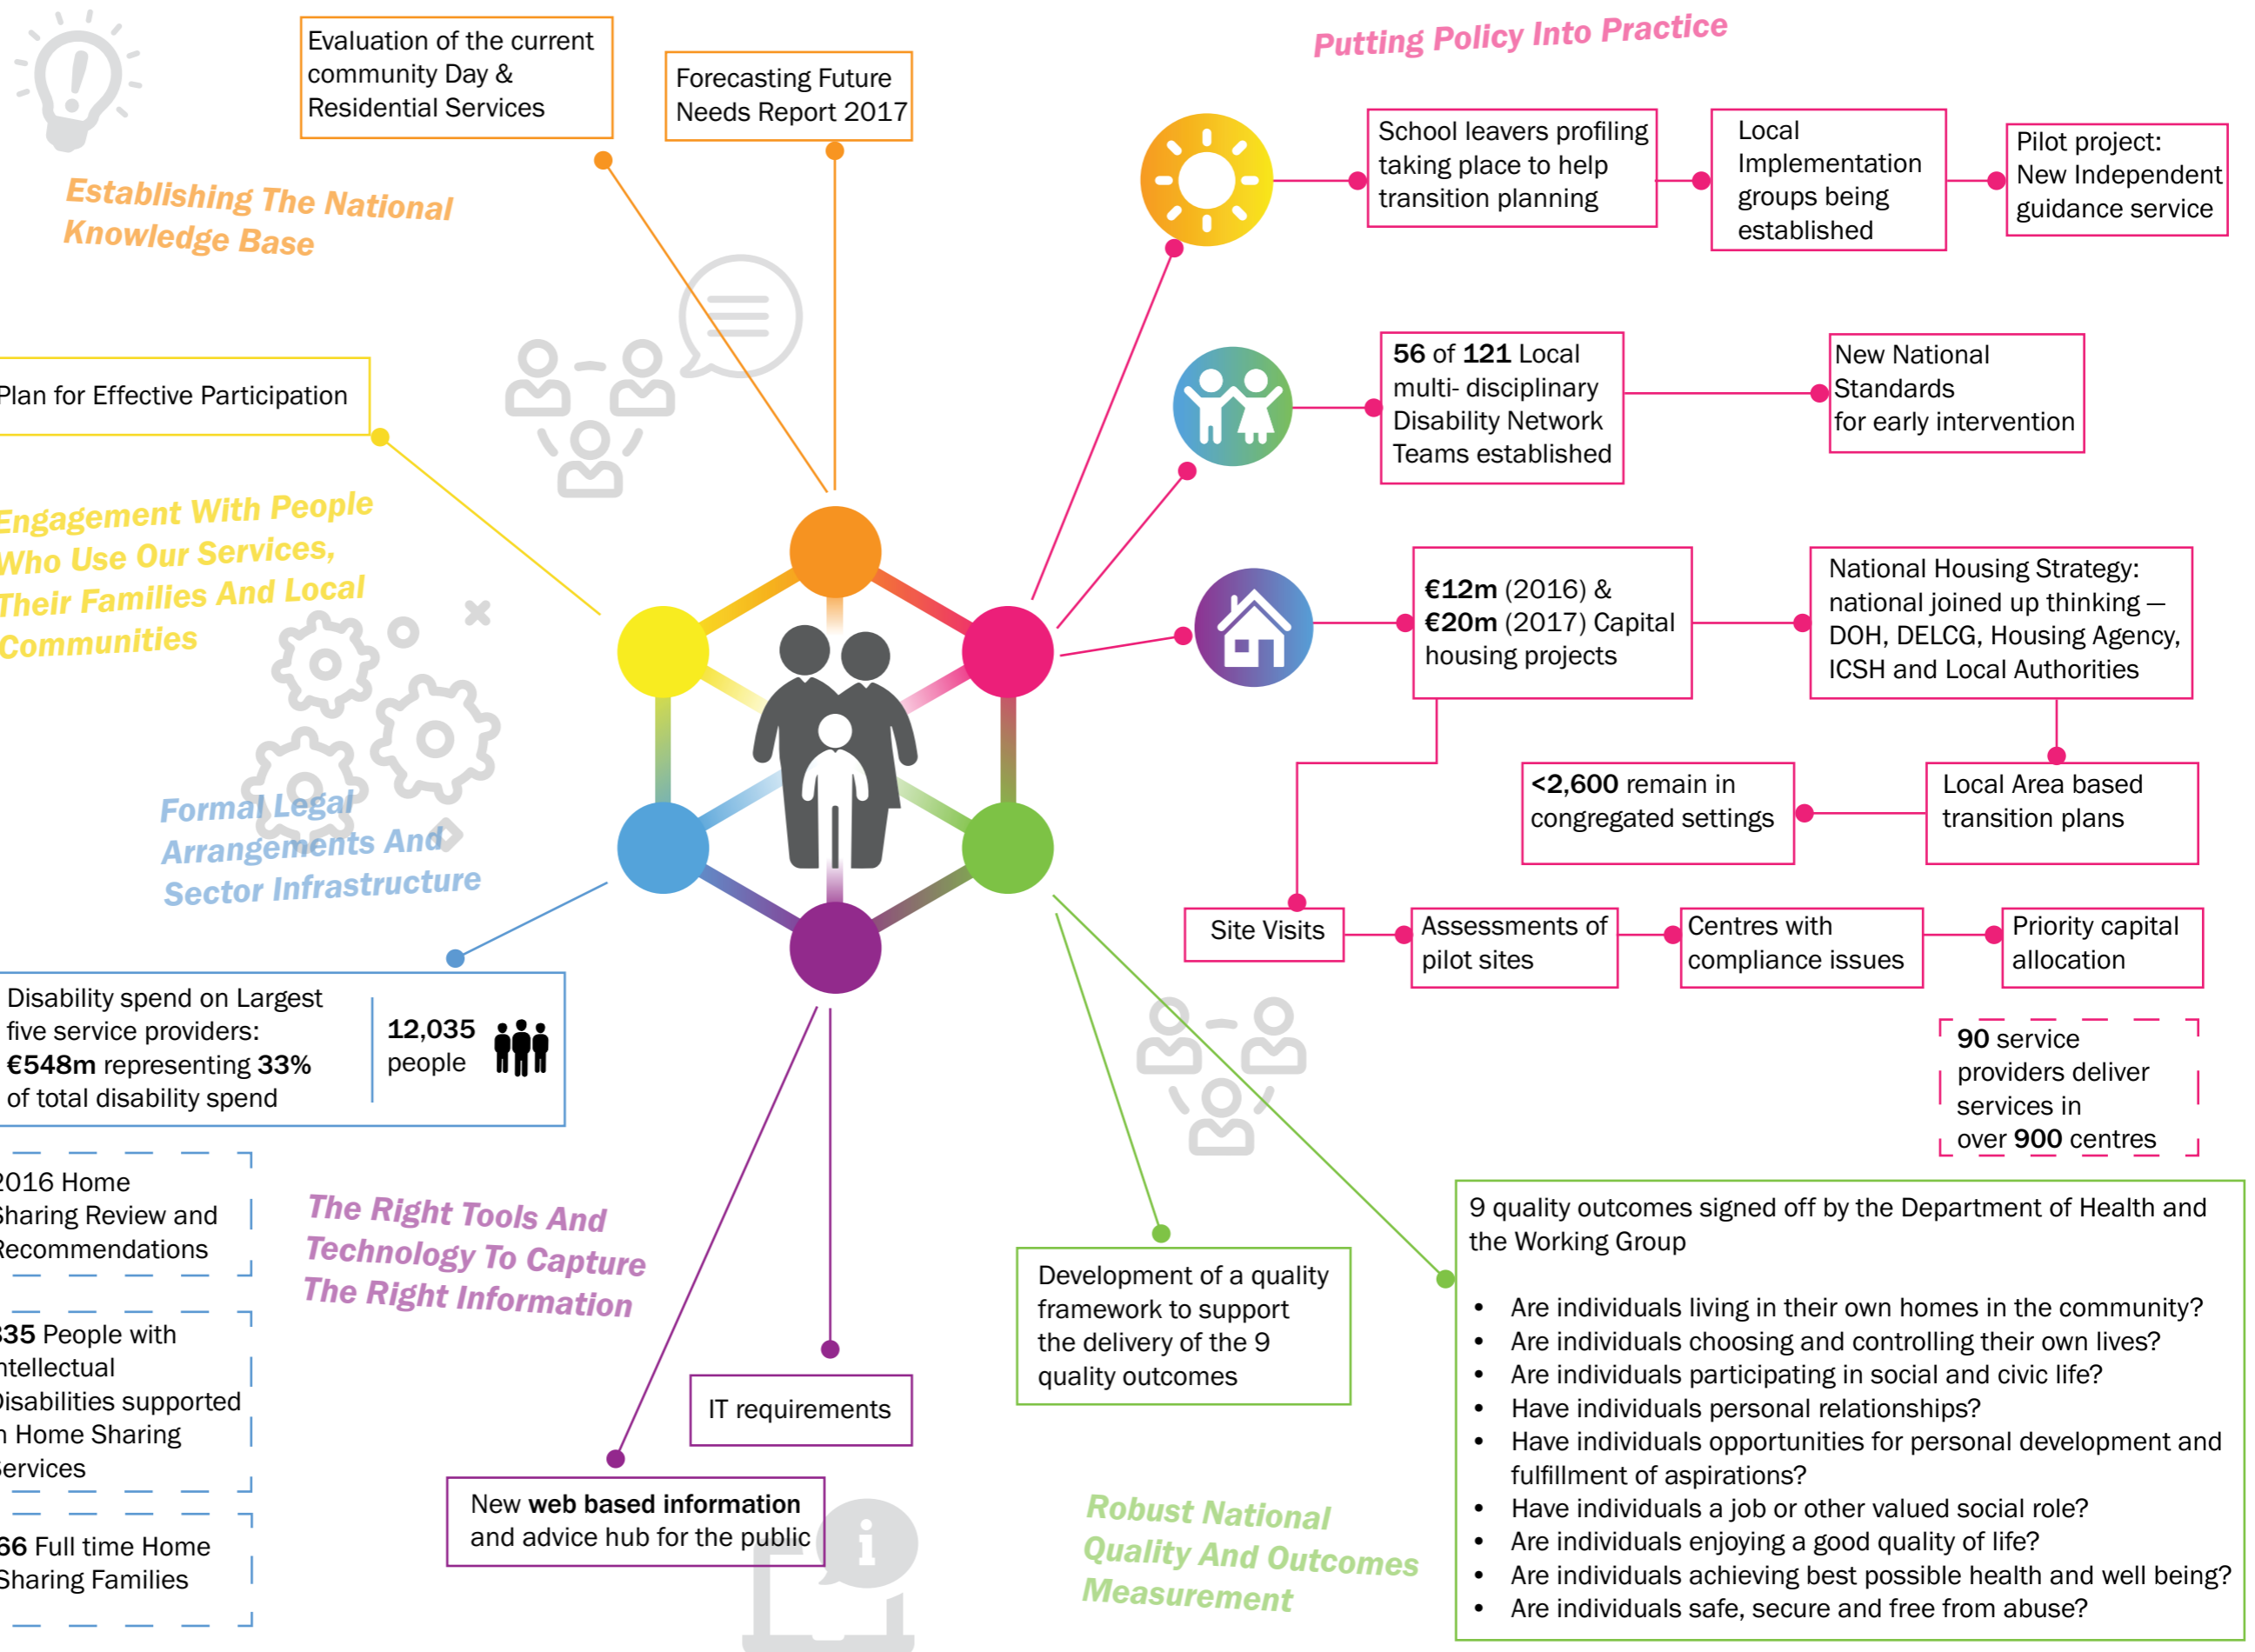 Putting Policy Into Practice
Evaluation of the current
community Day &
Residential Services
Forecasting Future
Needs Report 2017
Establishing The National
Knowledge Base
School leavers profiling
taking place to help
transition planning
Local
Implementation
groups being
established
Pilot project:
New Independent
guidance service
Plan for Effective Participation
56 of 121 Local
multi- disciplinary
Disability Network
Teams established
New National
Standards
for early intervention
Engagement With People
Who Use Our Services,
Their Families And Local
Communities
€12m (2016) &
€20m (2017) Capital
housing projects
National Housing Strategy:
national joined up thinking —
DOH, DELCG, Housing Agency,
ICSH and Local Authorities
<2,600 remain in
congregated settings
Local Area based
transition plans
Formal Legal
Arrangements And
Sector Infrastructure
Site Visits
Assessments of
pilot sites
Centres with
compliance issues
Priority capital
allocation
Disability spend on Largest
five service providers:
€548m representing 33%
of total disability spend
12,035
people
90 service
providers deliver
services in
over 900 centres
2016 Home
Sharing Review and
Recommendations
People with
ntellectual
Disabilities supported
n Home Sharing
Services
66 Full time Home
Sharing Families
The Right Tools And
Technology To Capture
The Right Information
IT requirements
New web based information
and advice hub for the public
i
Development of a quality
framework to support
the delivery of the 9
quality outcomes
Robust National
Quality And Outcomes
Measurement
9 quality outcomes signed off by the Department of Health and
the Working Group
• Are individuals living in their own homes in the community?
• Are individuals choosing and controlling their own lives?
• Are individuals participating in social and civic life?
• Have individuals personal relationships?
• Have individuals opportunities for personal development and
fulfillment of aspirations?
• Have individuals a job or other valued social role?
• Are individuals enjoying a good quality of life?
• Are individuals achieving best possible health and well being?
• Are individuals safe, secure and free from abuse?